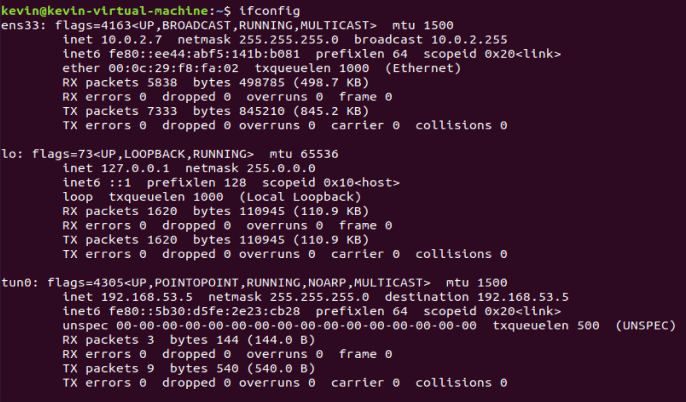 kevin@kevin-virtual-machine:~$ ifconfig
ens33: flags=4163<UP,BROADCAST,RUNNING,MULTICAST>  mtu 1500
        inet 10.0.2.7  netmask 255.255.255.0  broadcast 10.0.2.255
        inet6 fe80::ee44:abf5:141b:b081  prefixlen 64  scopeid 0x20<link>
        ether 00:0c:29:f8:fa:02  txqueuelen 1000  (Ethernet)
        RX packets 5838  bytes 498785 (498.7 KB)
        RX errors 0  dropped 0  overruns 0  frame 0
        TX packets 7333  bytes 845210 (845.2 KB)
        TX errors 0  dropped 0 overruns 0  carrier 0  collisions 0

lo: flags=73<UP,LOOPBACK,RUNNING>  mtu 65536
        inet 127.0.0.1  netmask 255.0.0.0
        inet6 ::1  prefixlen 128  scopeid 0x10<host>
        loop  txqueuelen 1000  (Local Loopback)
        RX packets 1620  bytes 110945 (110.9 KB)
        RX errors 0  dropped 0  overruns 0  frame 0
        TX packets 1620  bytes 110945 (110.9 KB)
        TX errors 0  dropped 0 overruns 0  carrier 0  collisions 0

tun0: flags=4305<UP,POINTOPOINT,RUNNING,NOARP,MULTICAST>  mtu 1500
        inet 192.168.53.5  netmask 255.255.255.0  destination 192.168.53.5
        inet6 fe80::5b30:d5fe:2e23:cb28  prefixlen 64  scopeid 0x20<link>
        unspec 00-00-00-00-00-00-00-00-00-00-00-00-00-00-00-00  txqueuelen 500  (UNSPEC)
        RX packets 3  bytes 144 (144.0 B)
        RX errors 0  dropped 0  overruns 0  frame 0
        TX packets 9  bytes 540 (540.0 B)
        TX errors 0  dropped 0 overruns 0  carrier 0  collisions 0